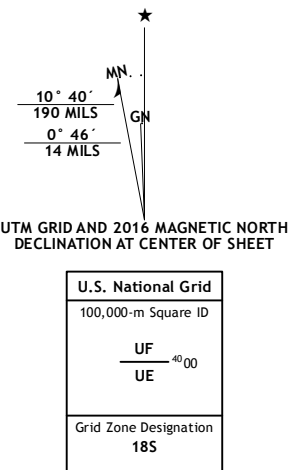 ★
MN
10° 40´
190 MILS
GN
0° 46´
14 MILS
UTM GRID AND 2016 MAGNETIC NORTH
DECLINATION AT CENTER OF SHEET
U.S. National Grid
100,000-m Square ID
UF
4000
UE
Grid Zone Designation
18S